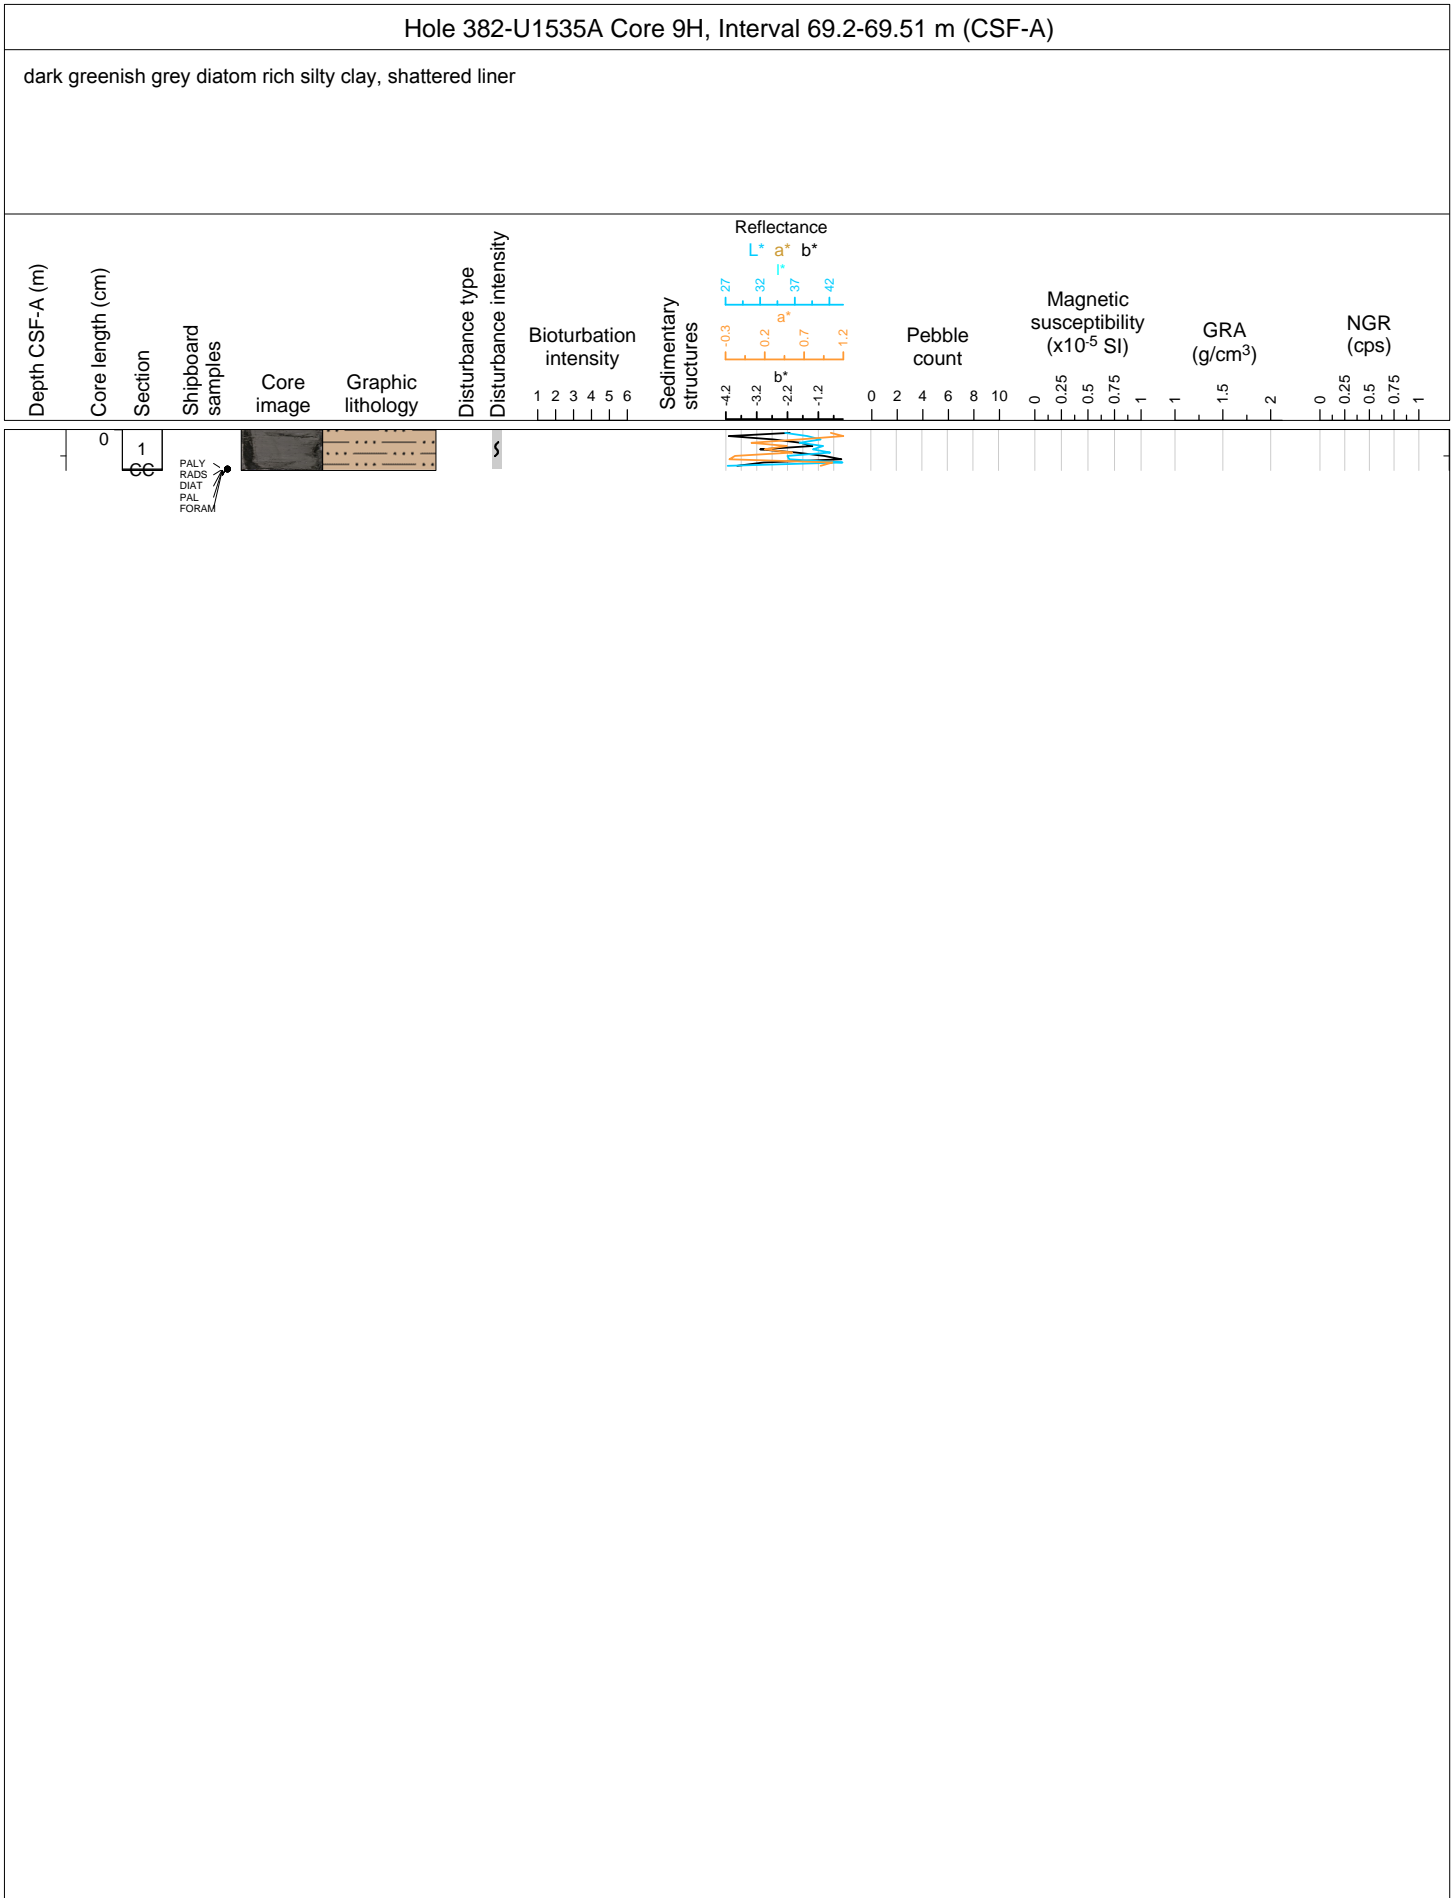 Hole 382-U1535A Core 9H, Interval 69.2-69.51 m (CSF-A)
dark greenish grey diatom rich silty clay, shattered liner
Depth CSF-A (m)
Core length (cm)
Section
Shipboard
samples
Core
image
Graphic
lithology
Disturbance type
Disturbance intensity
Bioturbation
intensity
1 2 3 4 5 6
Sedimentary
structures
Reflectance
L* a* b*
l*
27 32 37 42
a*
-0.3 0.2 0.7 1.2
b*
-4.2 -3.2 -2.2 -1.2
Pebble
count
0 2 4 6 8 10
Magnetic
susceptibility
(x10-5 SI)
0 0.25 0.5 0.75 1
GRA
(g/cm3)
1 1.5 2
NGR
(cps)
0 0.25 0.5 0.75 1
0
1
CC
PALY
RADS
DIAT
PAL
FORAM